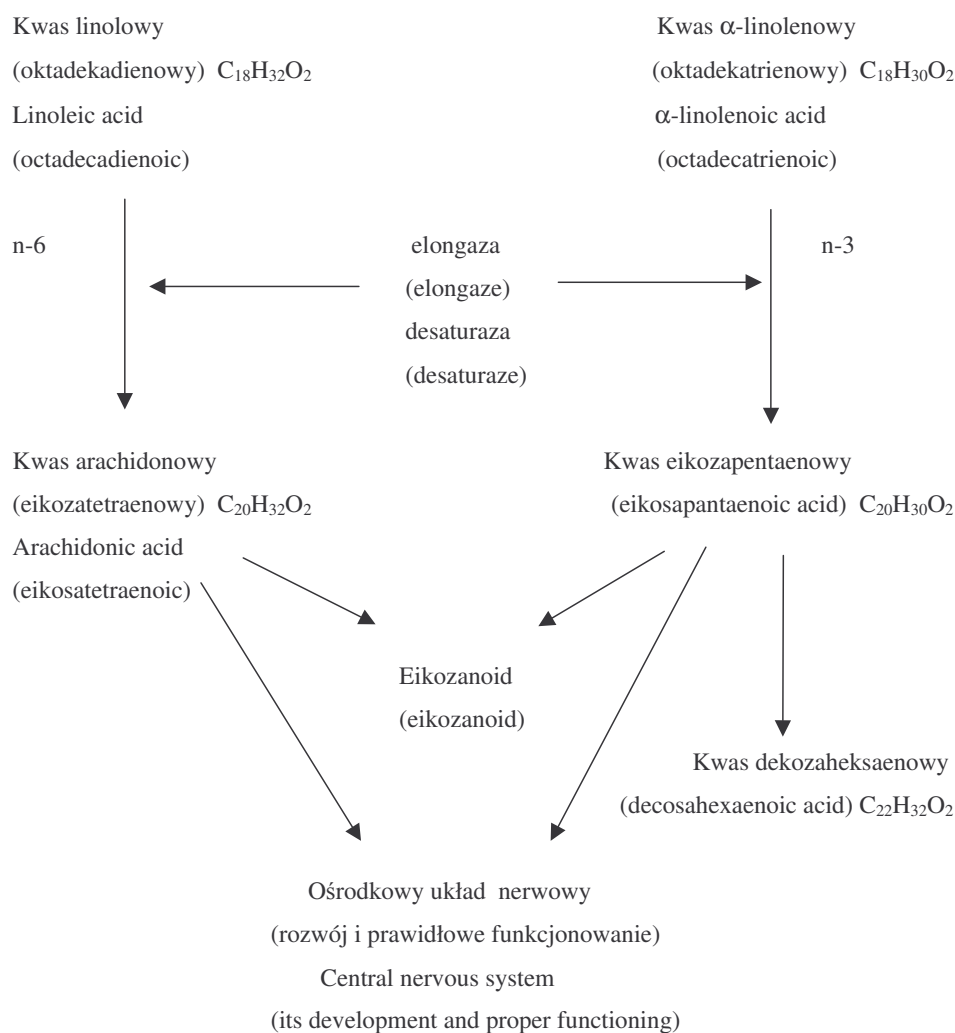 Kwas linolowy
(oktadekadienowy) C₁₈H₃₂O₂
Linoleic acid
(octadecadienoic)
Kwas α-linolenowy
(oktadekatrienowy) C₁₈H₃₀O₂
α-linolenoic acid
(octadecatrienoic)
n-6
elongaza
(elongaze)
desaturaza
(desaturaze)
n-3
Kwas arachidonowy
(eikozatetraenowy) C₂₀H₃₂O₂
Arachidonic acid
(eikosatetraenoic)
Kwas eikozapentaenowy
(eikosapantaenoic acid) C₂₀H₃₀O₂
Eikozanoid
(eikozanoid)
Kwas dekozaheksaenowy
(decosahexaenoic acid) C₂₂H₃₂O₂
Ośrodkowy układ nerwowy
(rozwój i prawidłowe funkcjonowanie)
Central nervous system
(its development and proper functioning)